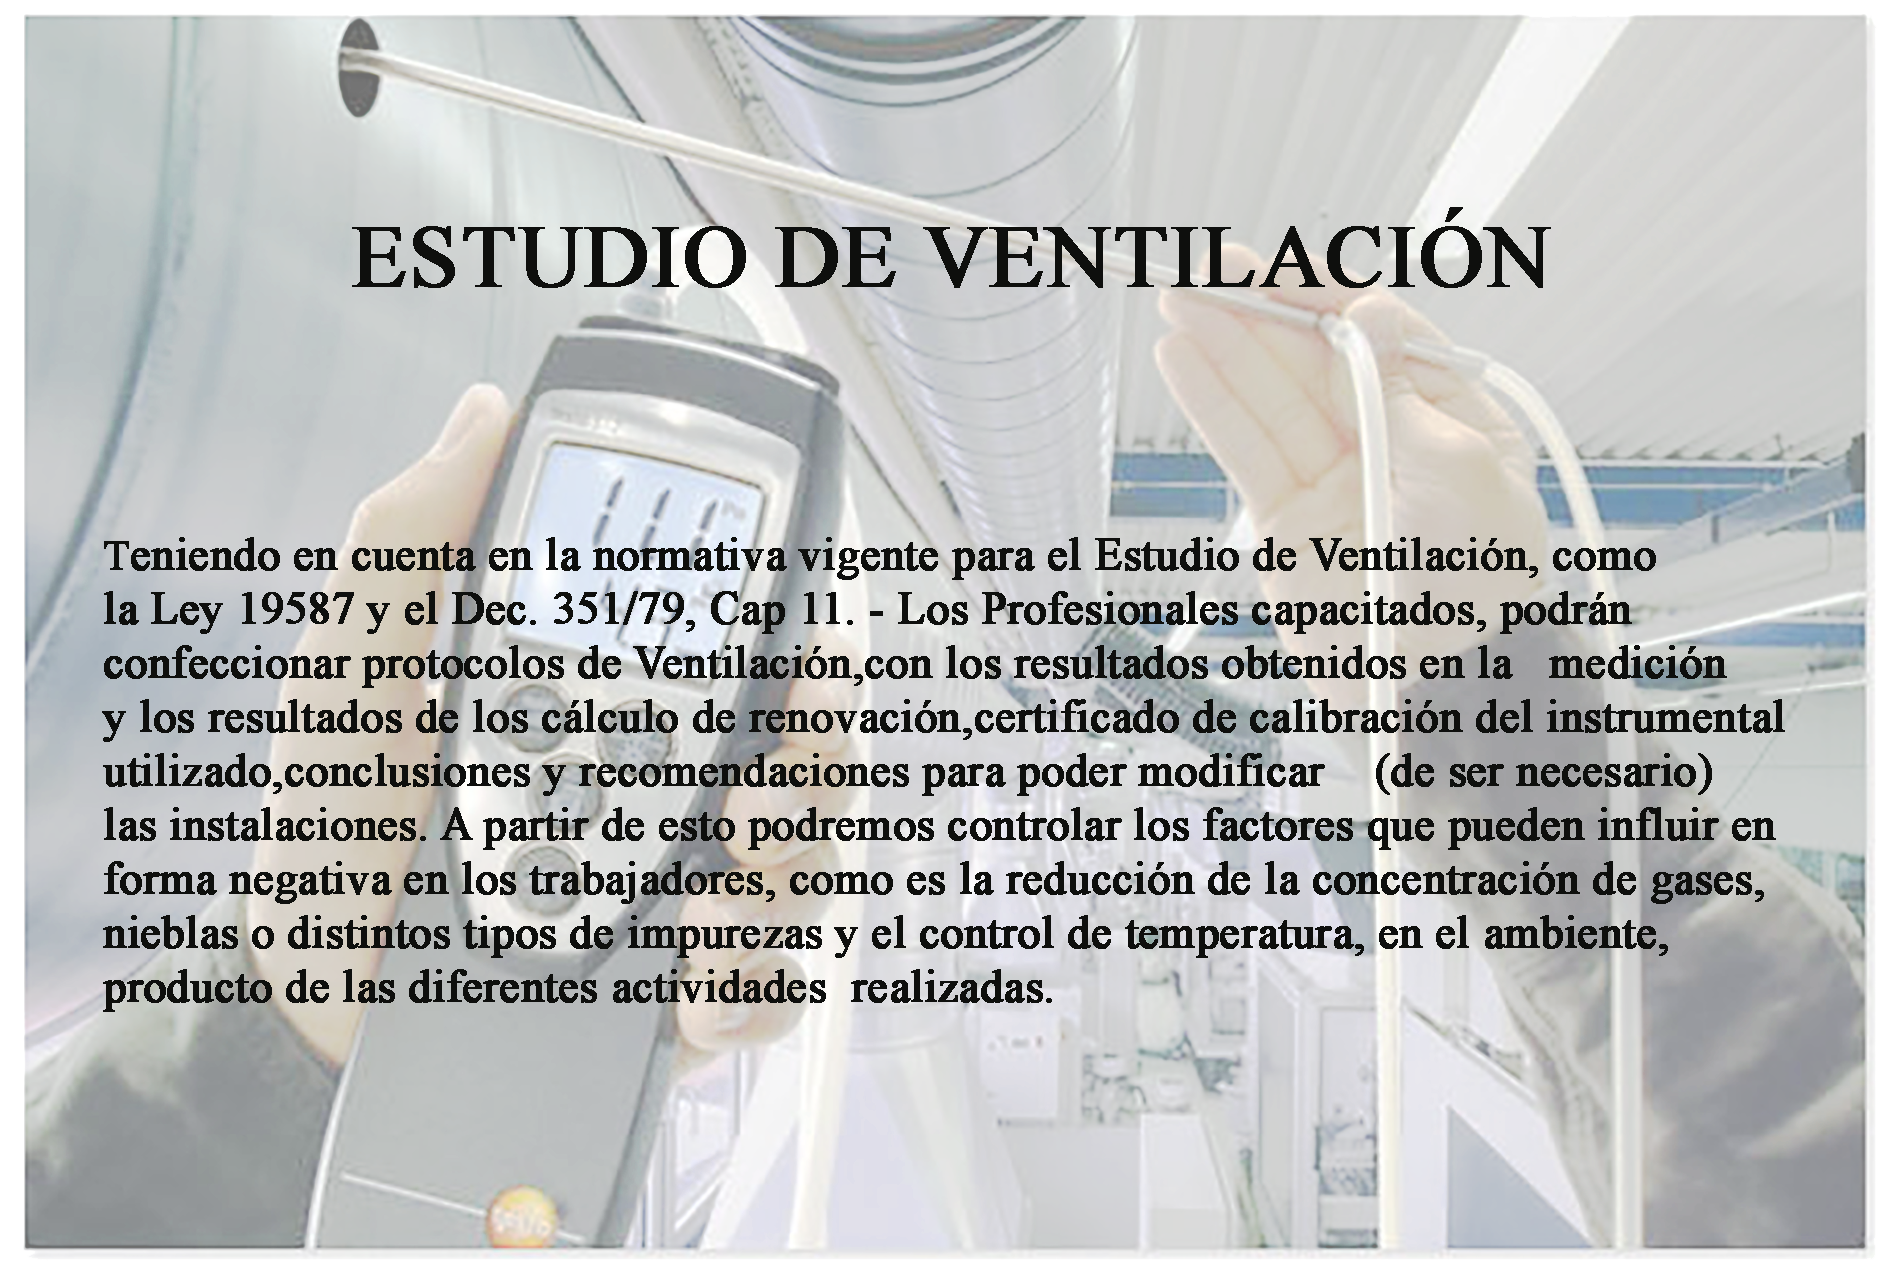 ESTUDIO DE VENTILACIÓN
Teniendo en cuenta en la normativa vigente para el Estudio de Ventilación, como
la Ley 19587 y el Dec. 351/79, Cap 11. - Los Profesionales capacitados, podrán
confeccionar protocolos de Ventilación,con los resultados obtenidos en la medición
y los resultados de los cálculo de renovación,certificado de calibración del instrumental
utilizado,conclusiones y recomendaciones para poder modificar (de ser necesario)
las instalaciones. A partir de esto podremos controlar los factores que pueden influir en
forma negativa en los trabajadores, como es la reducción de la concentración de gases,
nieblas o distintos tipos de impurezas y el control de temperatura, en el ambiente,
producto de las diferentes actividades realizadas.
testo